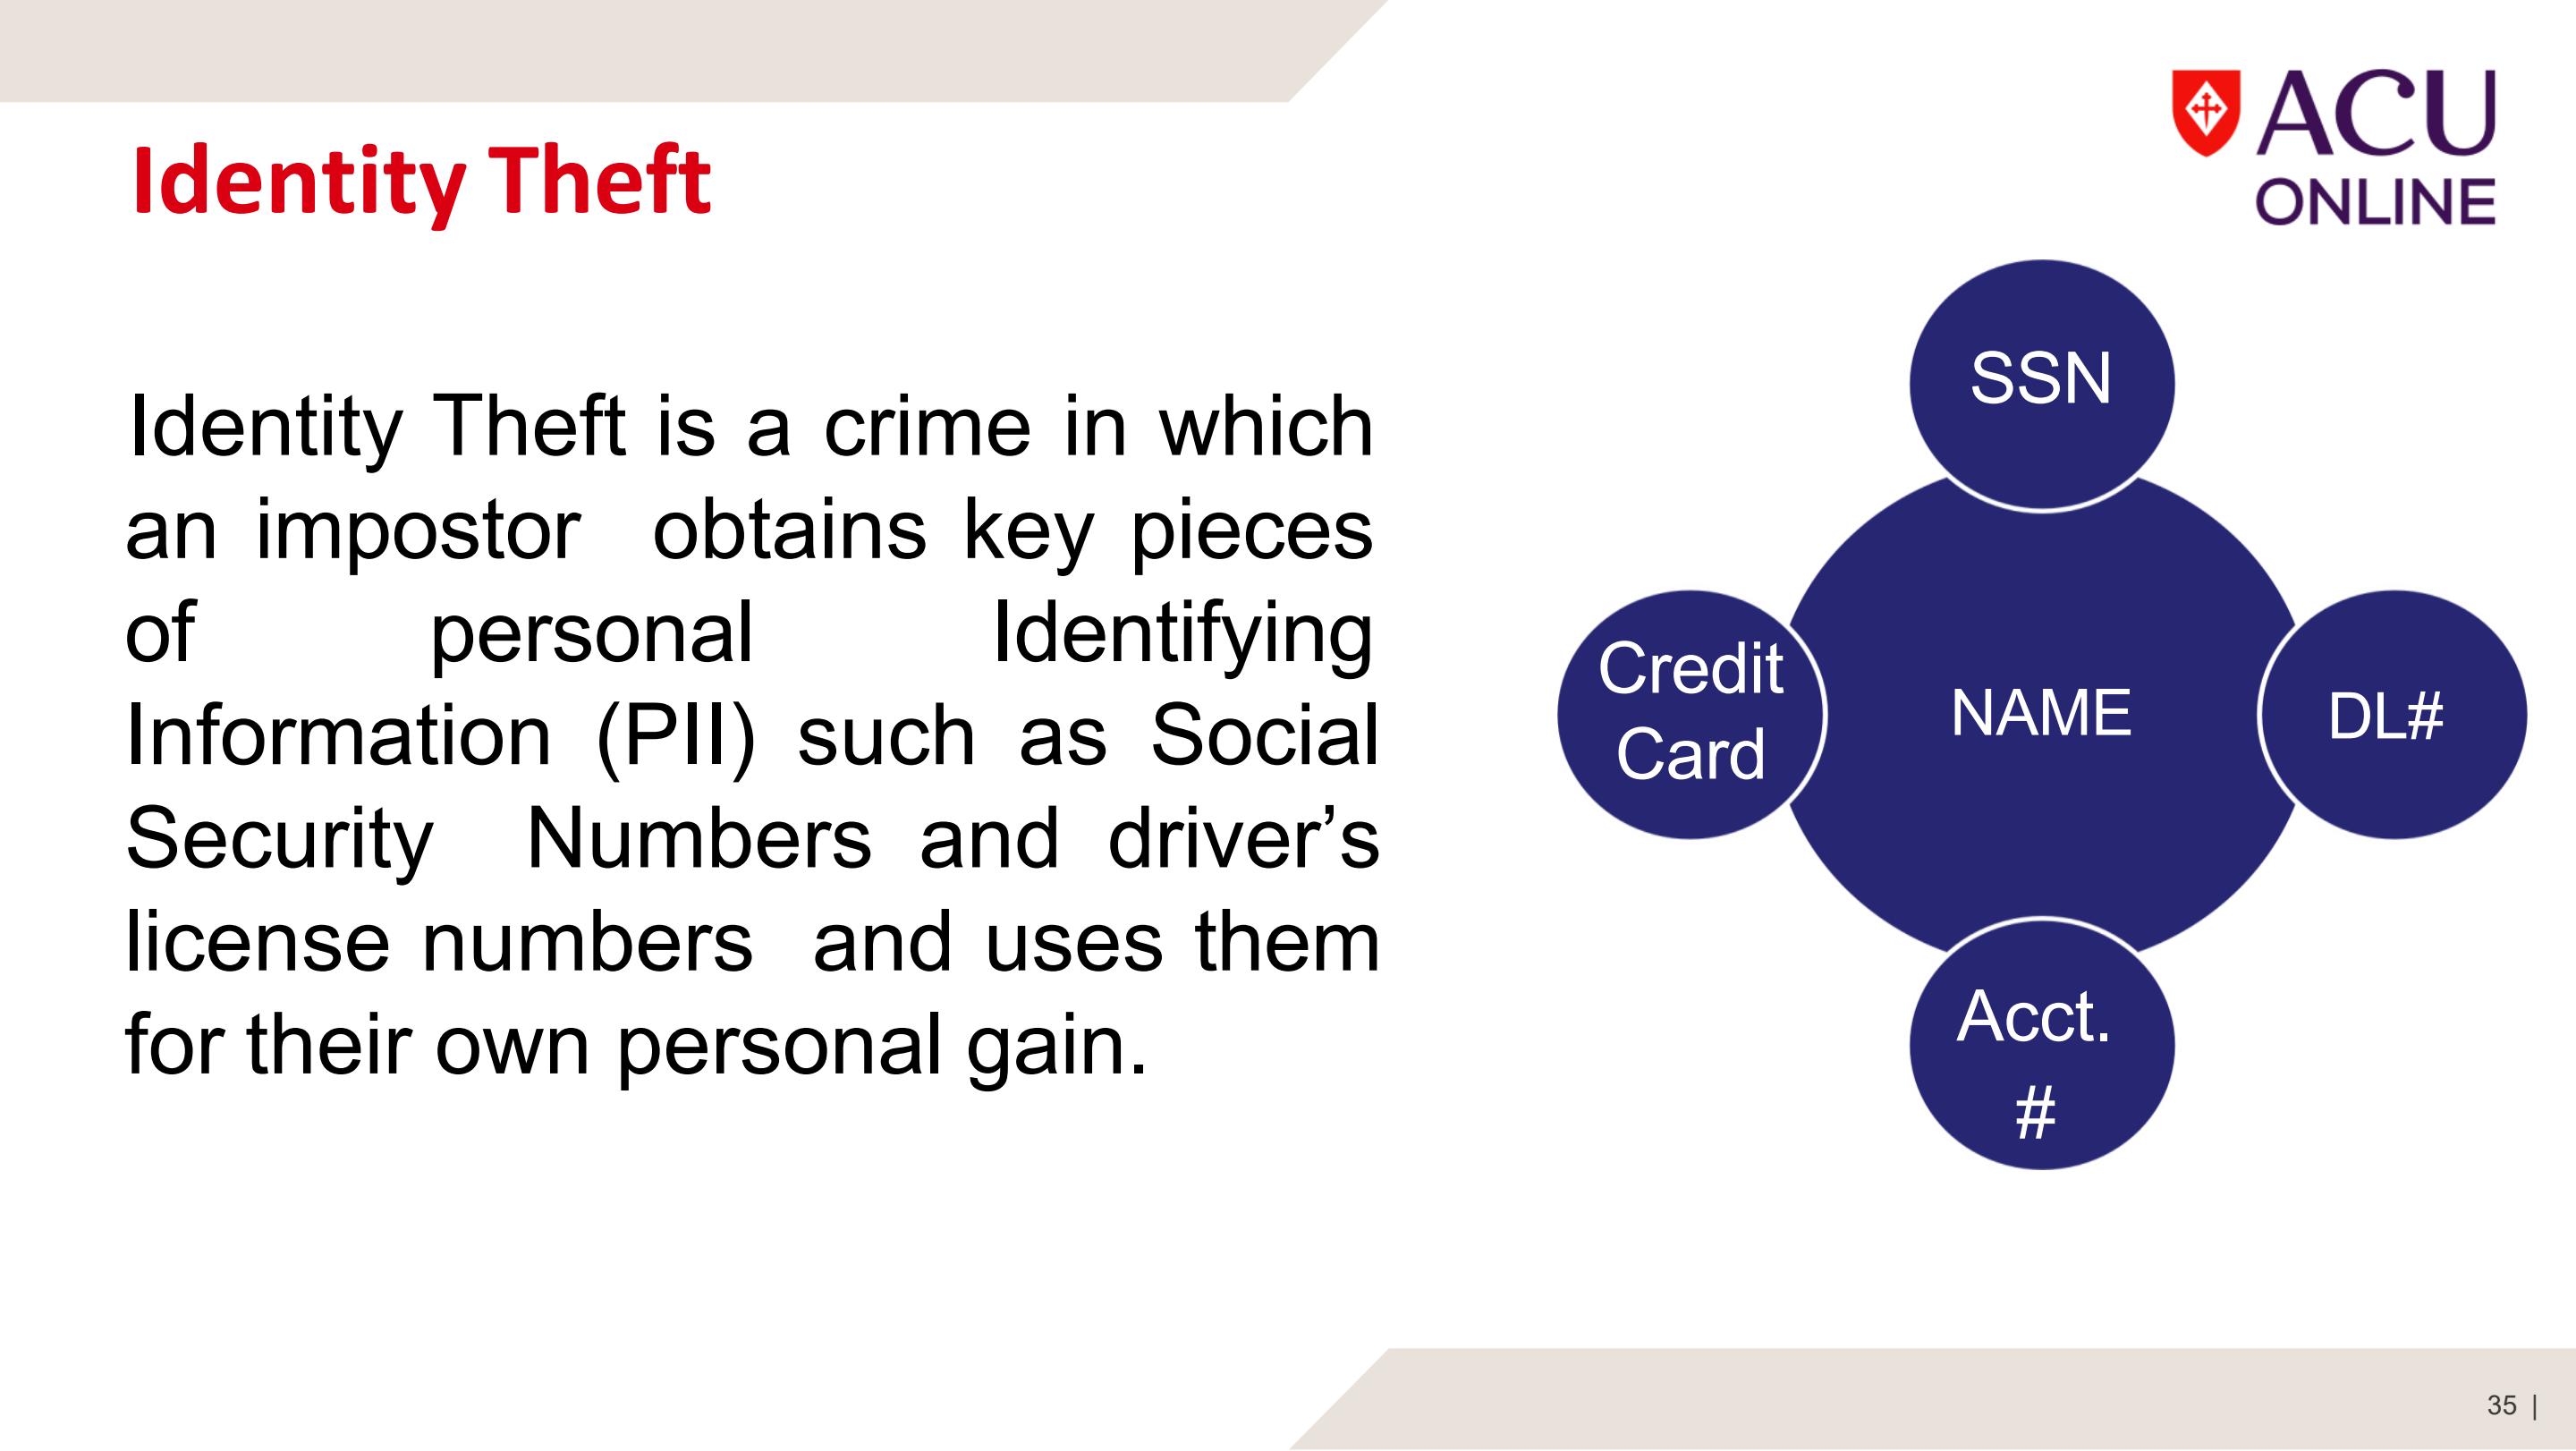 Identity Theft
ACU
ONLINE
Identity Theft is a crime in which
an impostor obtains key pieces
of personal Identifying
Information (PII) such as Social
Security Numbers and driver’s
license numbers and uses them
for their own personal gain.
SSN
Credit
Card
NAME
DL#
Acct.
#
35 |